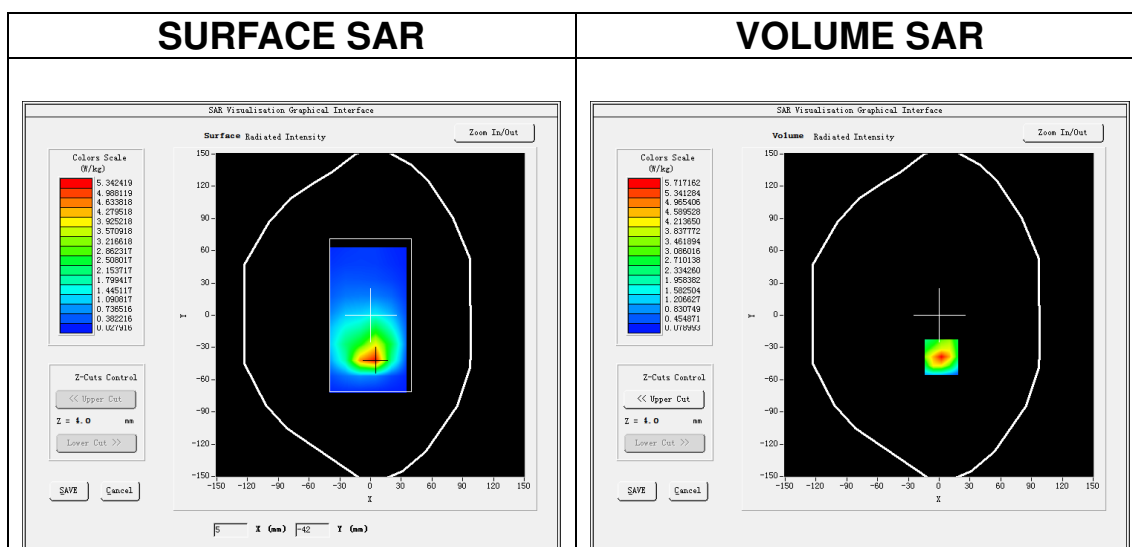 SURFACE SAR
VOLUME SAR
SAR Visualisation Graphical Interface
Surface Radiated Intensity
Zoom In/Out
Colors Scale
(W/kg)
5.342419
4.988119
4.633818
4.279518
3.925218
3.570918
3.216618
2.862317
2.508017
2.153717
1.799417
1.445117
1.090817
0.736516
0.382216
0.027916
150
120
90
60
30
0
-30
-60
-90
-120
-150
Y
-150 -120 -90 -60 -30 0 30 60 90 120 150
X
Z-Cuts Control
<< Upper Cut
Z = 4.0 mm
Lower Cut >>
SAVE Cancel
5 X (mm) -42 Y (mm)
SAR Visualisation Graphical Interface
Volume Radiated Intensity
Zoom In/Out
Colors Scale
(W/kg)
5.717162
5.341284
4.965406
4.589528
4.213650
3.837772
3.461894
3.086016
2.710138
2.334260
1.958382
1.582504
1.206627
0.830749
0.454871
0.078993
150
120
90
60
30
0
-30
-60
-90
-120
-150
Y
-150 -120 -90 -60 -30 0 30 60 90 120 150
X
Z-Cuts Control
<< Upper Cut
Z = 4.0 mm
Lower Cut >>
SAVE Cancel